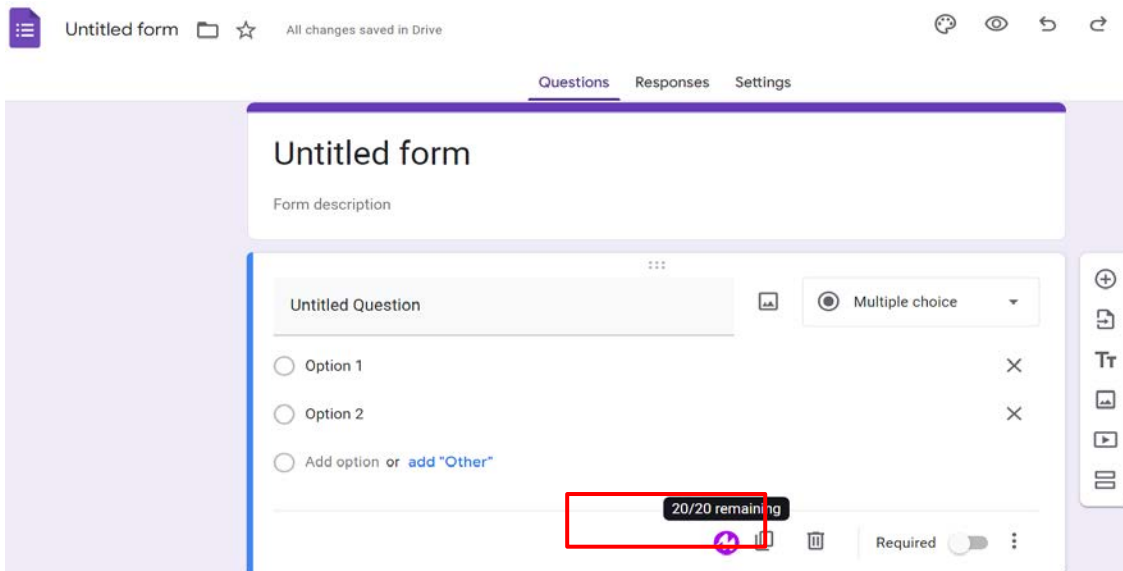 Untitled form
All changes saved in Drive
Questions Responses Settings
Untitled form
Form description
Untitled Question
Multiple choice
Option 1
Option 2
Add option or add "Other"
20/20 remaining
Required
Tт